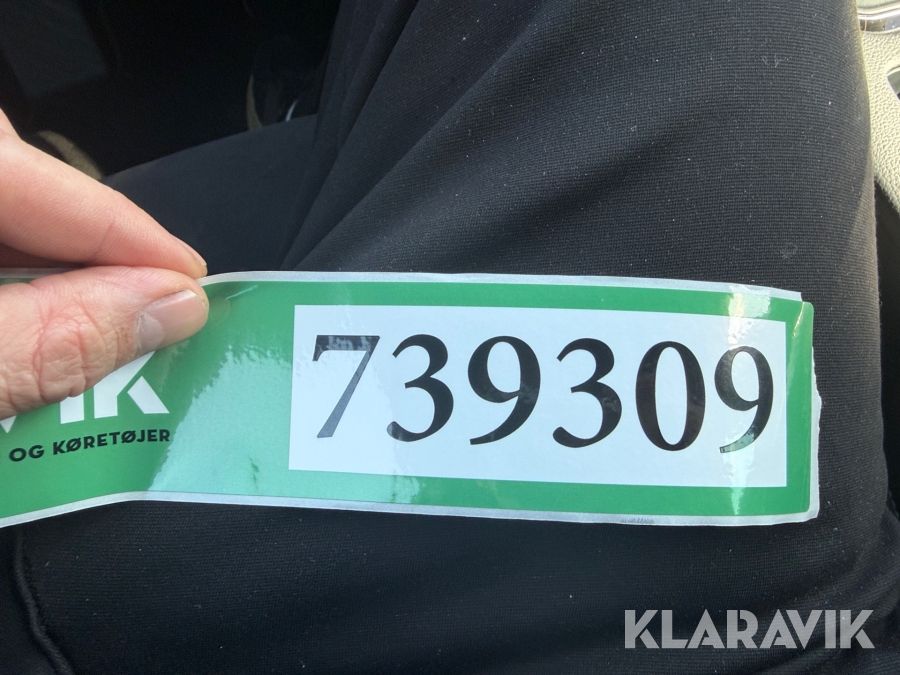 739309
IK
OG KØRETØJER
KLARAVIK